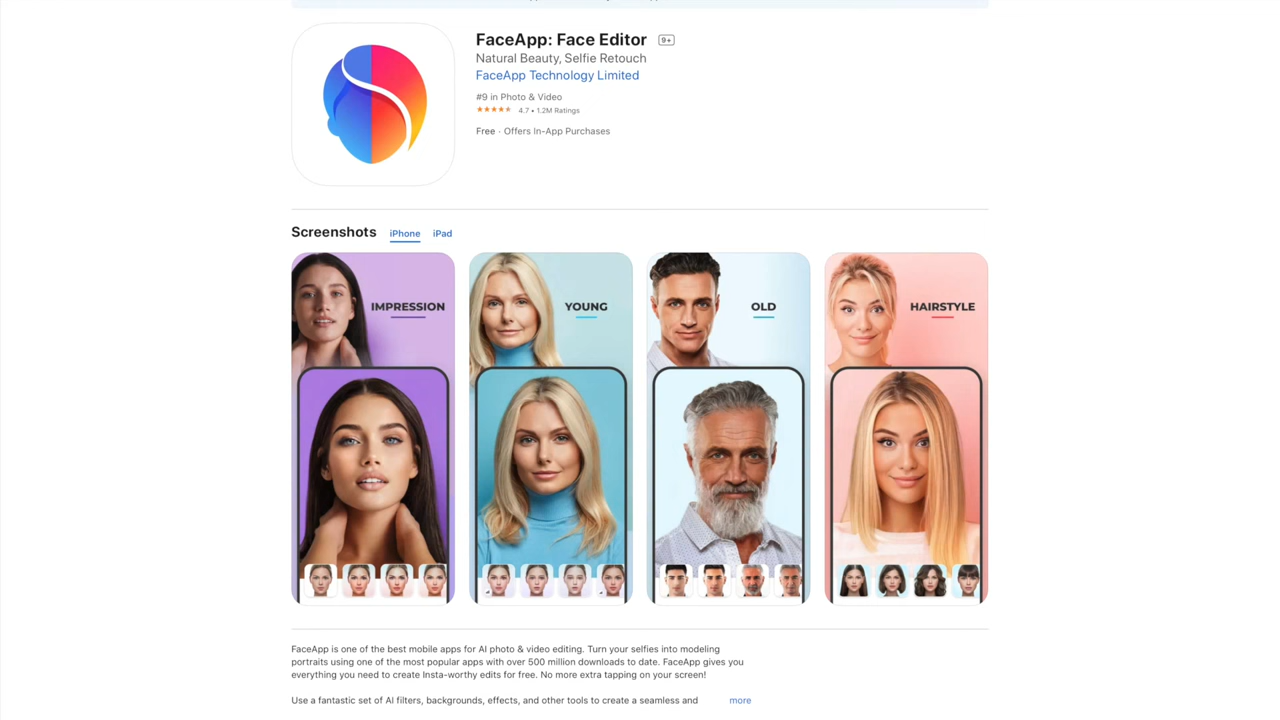 FaceApp: Face Editor 9+
Natural Beauty, Selfie Retouch
FaceApp Technology Limited
#9 in Photo & Video
4.7 • 1.2M Ratings
Free · Offers In-App Purchases
Screenshots iPhone iPad
IMPRESSION
YOUNG
OLD
HAIRSTYLE
FaceApp is one of the best mobile apps for AI photo & video editing. Turn your selfies into modeling
portraits using one of the most popular apps with over 500 million downloads to date. FaceApp gives you
everything you need to create Insta-worthy edits for free. No more extra tapping on your screen!
Use a fantastic set of AI filters, backgrounds, effects, and other tools to create a seamless and more